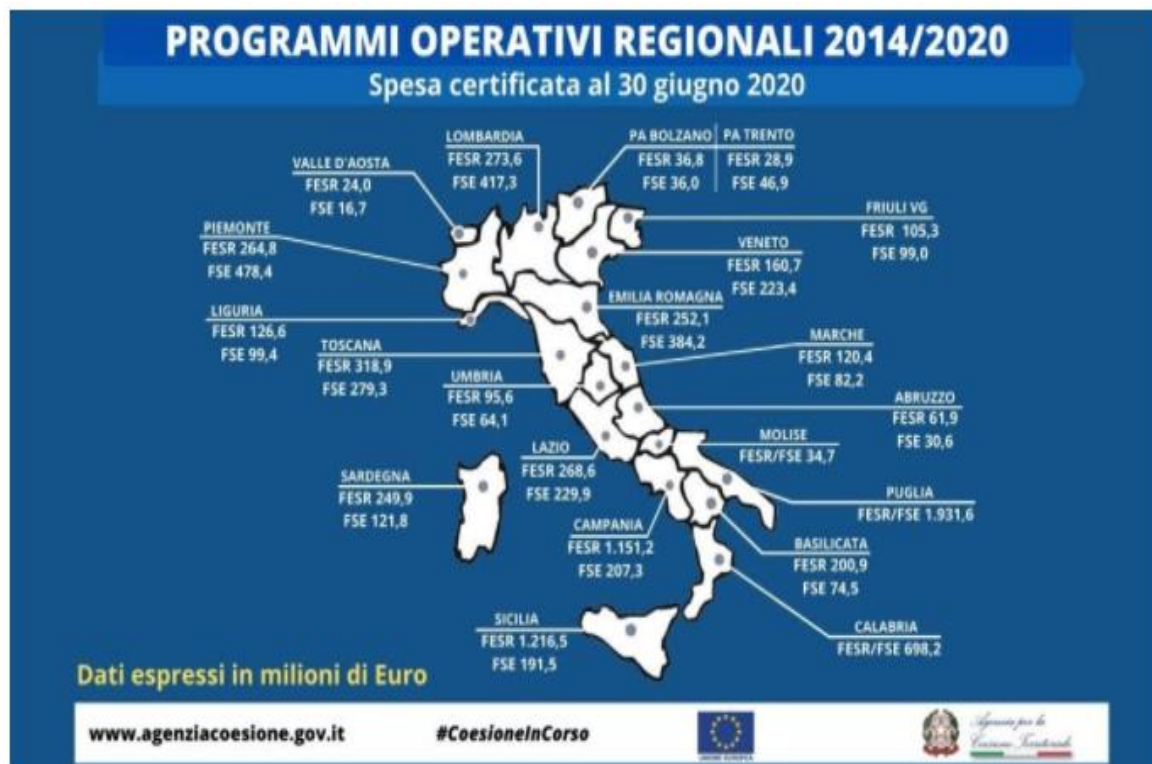 PROGRAMMI OPERATIVI REGIONALI 2014/2020
Spesa certificata al 30 giugno 2020
LOMBARDIA
FESR 273,6
FSE 417,3
PA BOLZANO
FESR 36,8
FSE 36,0
PA TRENTO
FESR 28,9
FSE 46,9
VALLE D'AOSTA
FESR 24,0
FSE 16,7
FRIULI VG
FESR 105,3
FSE 99,0
PIEMONTE
FESR 264,8
FSE 478,4
VENETO
FESR 160,7
FSE 223,4
EMILIA ROMAGNA
FESR 252,1
FSE 384,2
LIGURIA
FESR 126,6
FSE 99,4
TOSCANA
FESR 318,9
FSE 279,3
MARCHE
FESR 120,4
FSE 82,2
UMBRIA
FESR 95,6
FSE 64,1
ABRUZZO
FESR 61,9
FSE 30,6
MOLISE
FESR/FSE 34,7
LAZIO
FESR 268,6
FSE 229,9
SARDEGNA
FESR 249,9
FSE 121,8
PUGLIA
FESR/FSE 1.931,6
CAMPANIA
FESR 1.151,2
FSE 207,3
BASILICATA
FESR 200,9
FSE 74,5
SICILIA
FESR 1.216,5
FSE 191,5
CALABRIA
FESR/FSE 698,2
Dati espressi in milioni di Euro
www.agenziacoesione.gov.it
#CoesioneInCorso
UNIONE EUROPEA
Agenzia per la
Coesione Territoriale